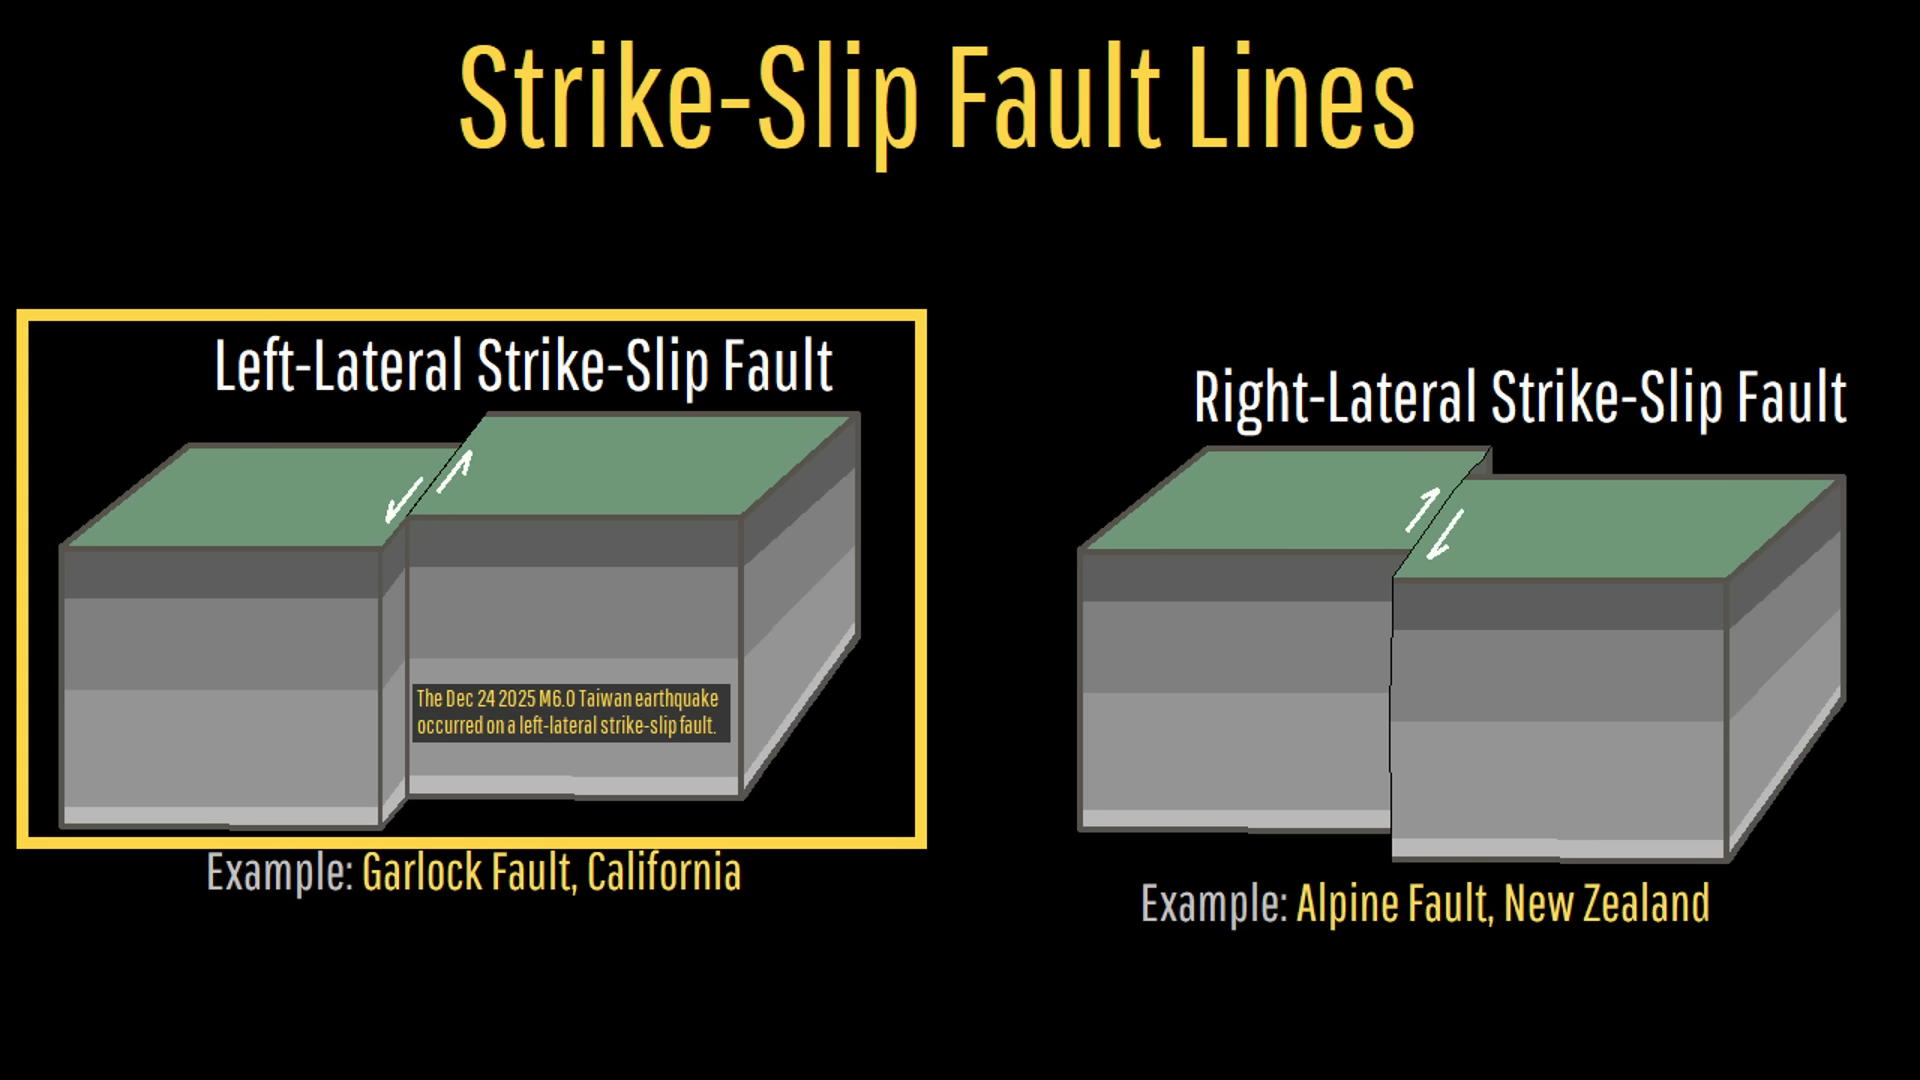 Strike-Slip Fault Lines
Left-Lateral Strike-Slip Fault
The Dec 24 2025 M6.0 Taiwan earthquake
occurred on a left-lateral strike-slip fault.
Example: Garlock Fault, California
Right-Lateral Strike-Slip Fault
Example: Alpine Fault, New Zealand